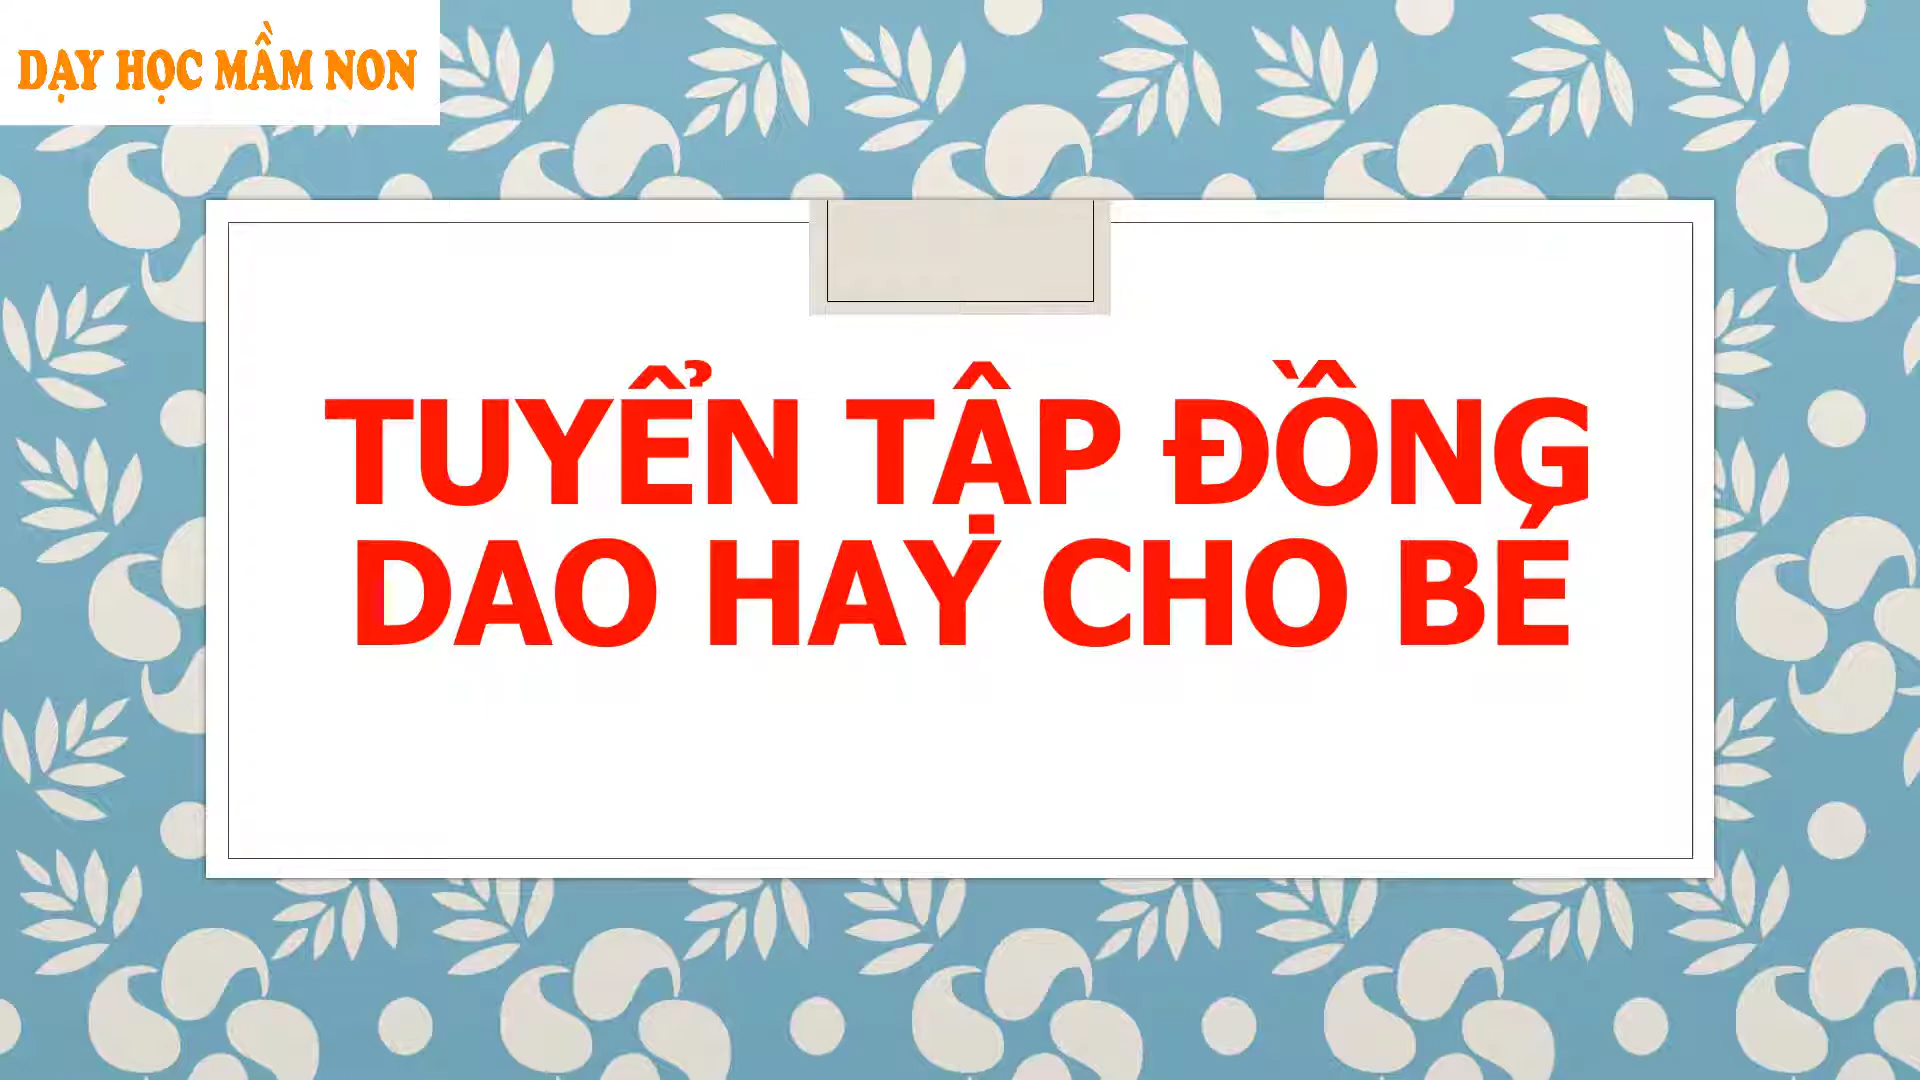 DẠY HỌC MẦM NON
TUYỂN TẬP ĐỒNG
DAO HAY CHO BÉ